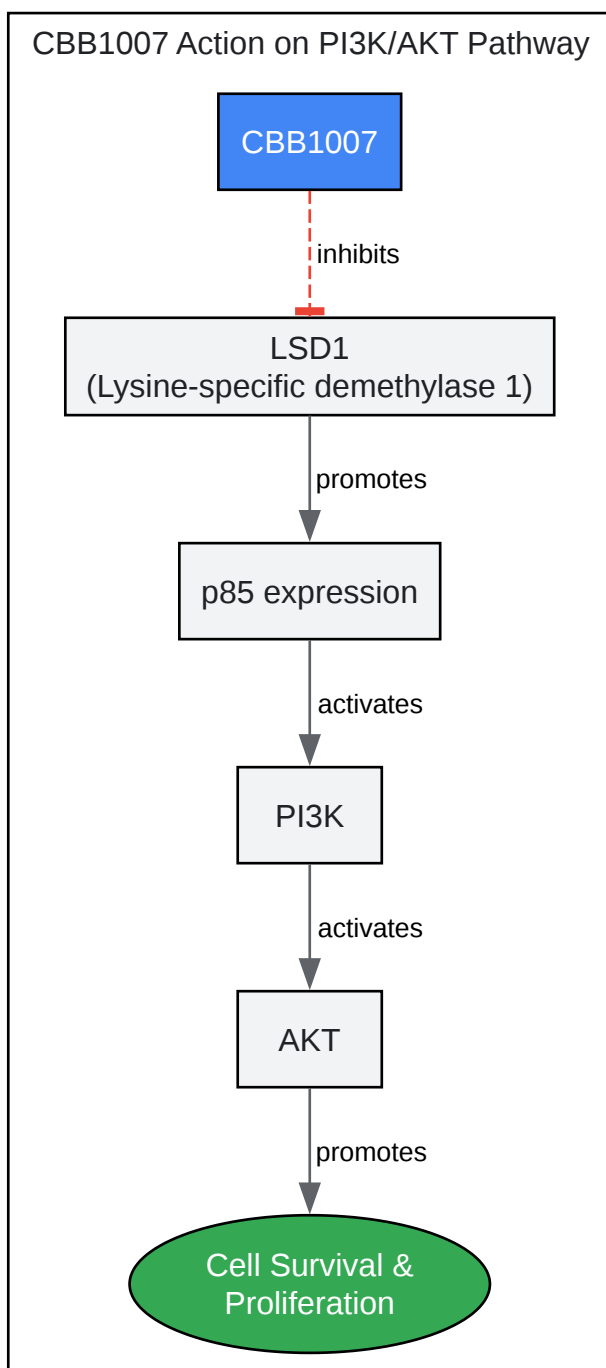 CBB1007 Action on PI3K/AKT Pathway
CBB1007
inhibits
LSD1
(Lysine-specific demethylase 1)
promotes
p85 expression
activates
PI3K
activates
AKT
promotes
Cell Survival &
Proliferation